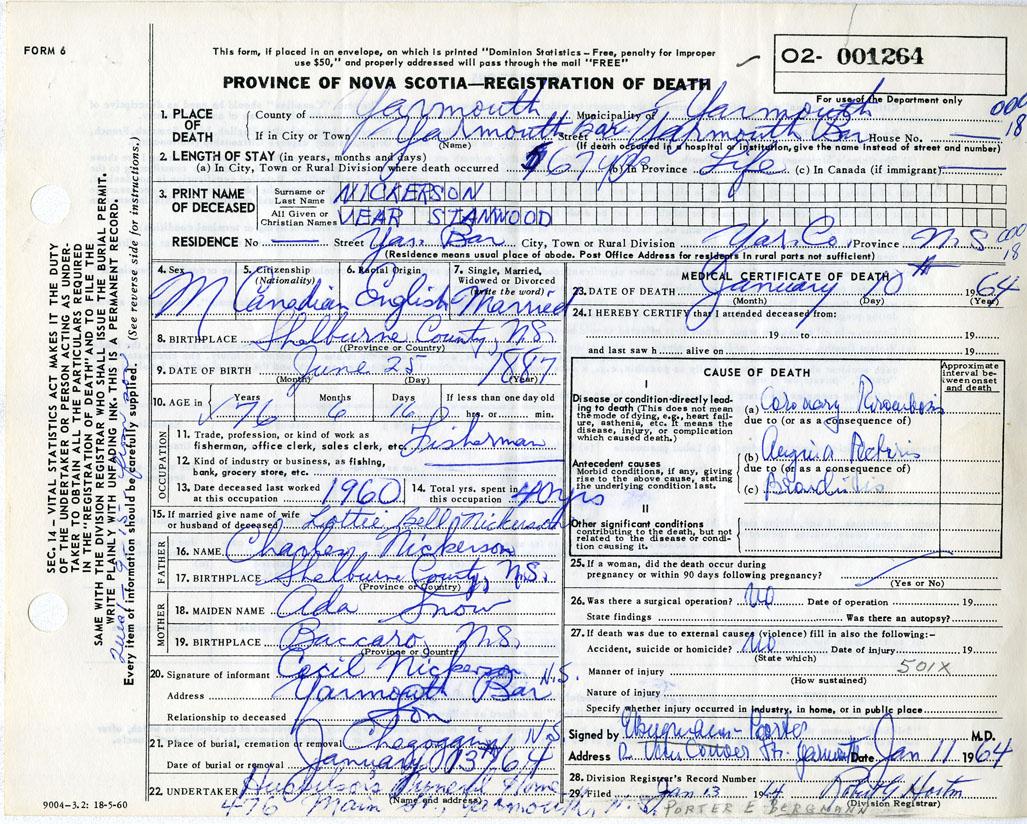 FORM 6
This form, if placed in an envelope, on which is printed "Dominion Statistics – Free, penalty for improper
use $50," and properly addressed will pass through the mail "FREE"
02- 001264
PROVINCE OF NOVA SCOTIA—REGISTRATION OF DEATH
For use of the Department only
1. PLACE OF DEATH
County of Yarmouth Municipality of Yarmouth
000
18
If in City or Town Yarmouth Bar Street Yarmouth Bar House No. —
(Name) (If death occurred in a hospital or institution, give the name instead of street and number)
2. LENGTH OF STAY (in years, months and days)
(a) In City, Town or Rural Division where death occurred 67 yrs (b) In Province Life (c) In Canada (if immigrant) —
3. PRINT NAME OF DECEASED
Surname or Last Name NICKERSON
All Given or Christian Names VEAR STANWOOD
RESIDENCE No — Street Yar. Bar City, Town or Rural Division Yar. Co. Province N.S.
000
18
(Residence means usual place of abode. Post Office Address for residents in rural parts not sufficient)
4. Sex M
5. Citizenship (Nationality) Canadian
6. Racial Origin English
7. Single, Married, Widowed or Divorced (write the word) Married
8. BIRTHPLACE Shelburne County, N.S.
(Province or Country)
9. DATE OF BIRTH June 25 1887
(Month) (Day) (Year)
10. AGE in Years Months Days If less than one day old
76 6 16 hrs. or min.
OCCUPATION
11. Trade, profession, or kind of work as
fisherman, office clerk, sales clerk, etc. Fisherman
12. Kind of industry or business, as fishing,
bank, grocery store, etc.
13. Date deceased last worked at this occupation 1960
14. Total yrs. spent in this occupation 40 yrs
15. If married give name of wife or husband of deceased Lottie Bell Nickerson
FATHER
16. NAME Charles Nickerson
17. BIRTHPLACE Shelburne County, N.S.
(Province or Country)
MOTHER
18. MAIDEN NAME Ada Snow
19. BIRTHPLACE Baccaro, N.S.
(Province or Country)
20. Signature of informant Cecil Nickerson
Address Yarmouth Bar N.S.
Relationship to deceased Son
21. Place of burial, cremation or removal Chegoggin N.S
Date of burial or removal January 13th 64
22. UNDERTAKER Funeral Home
(Name and address)
476 Main St., Yarmouth, N.S.
9004–3.2: 18-5-60
MEDICAL CERTIFICATE OF DEATH
23. DATE OF DEATH January 10th 1964
(Month) (Day) (Year)
24. I HEREBY CERTIFY that I attended deceased from:
19 to 19
and last saw h alive on 19
CAUSE OF DEATH
Approximate interval between onset and death
I
Disease or condition directly leading to death (This does not mean the mode of dying, e.g., heart failure, asthenia, etc. It means the disease, injury, or complication which caused death.)
(a) Coronary Thrombosis
due to (or as a consequence of)
Antecedent causes
Morbid condition, if any, giving rise to the above cause, stating the underlying condition last.
(b) Angina Pectoris
due to (or as a consequence of)
(c) Bronchitis
II
Other significant conditions
contributing to the death, but not related to the disease or condition causing it.
25. If a woman, did the death occur during
pregnancy or within 90 days following pregnancy?
(Yes or No)
26. Was there a surgical operation? No Date of operation 19
State findings Was there an autopsy?
27. If death was due to external causes (violence) fill in also the following:–
Accident, suicide or homicide? No Date of injury 19
(State which)
501X
Manner of injury
(How sustained)
Nature of injury
Specify whether injury occurred in industry, in home, or in public place
Signed by Bergmann-Porter M.D.
Address Yarmouth Date Jan 11 1964
28. Division Registrar's Record Number
29. Filed Jan 13 1964
(Division Registrar)
PORTER E BERGMANN
SEC. 14 – VITAL STATISTICS ACT MAKES IT THE DUTY
OF THE UNDERTAKER OR PERSON ACTING AS UNDER-
TAKER TO OBTAIN ALL THE PARTICULARS REQUIRED
IN THE "REGISTRATION OF DEATH" AND TO FILE THE
SAME WITH THE DIVISION REGISTRAR WHO SHALL ISSUE THE BURIAL PERMIT.
WRITE PLAINLY WITH UNFADING INK. THIS IS A PERMANENT RECORD.
Every item of information should be carefully supplied. (See reverse side for instructions.)